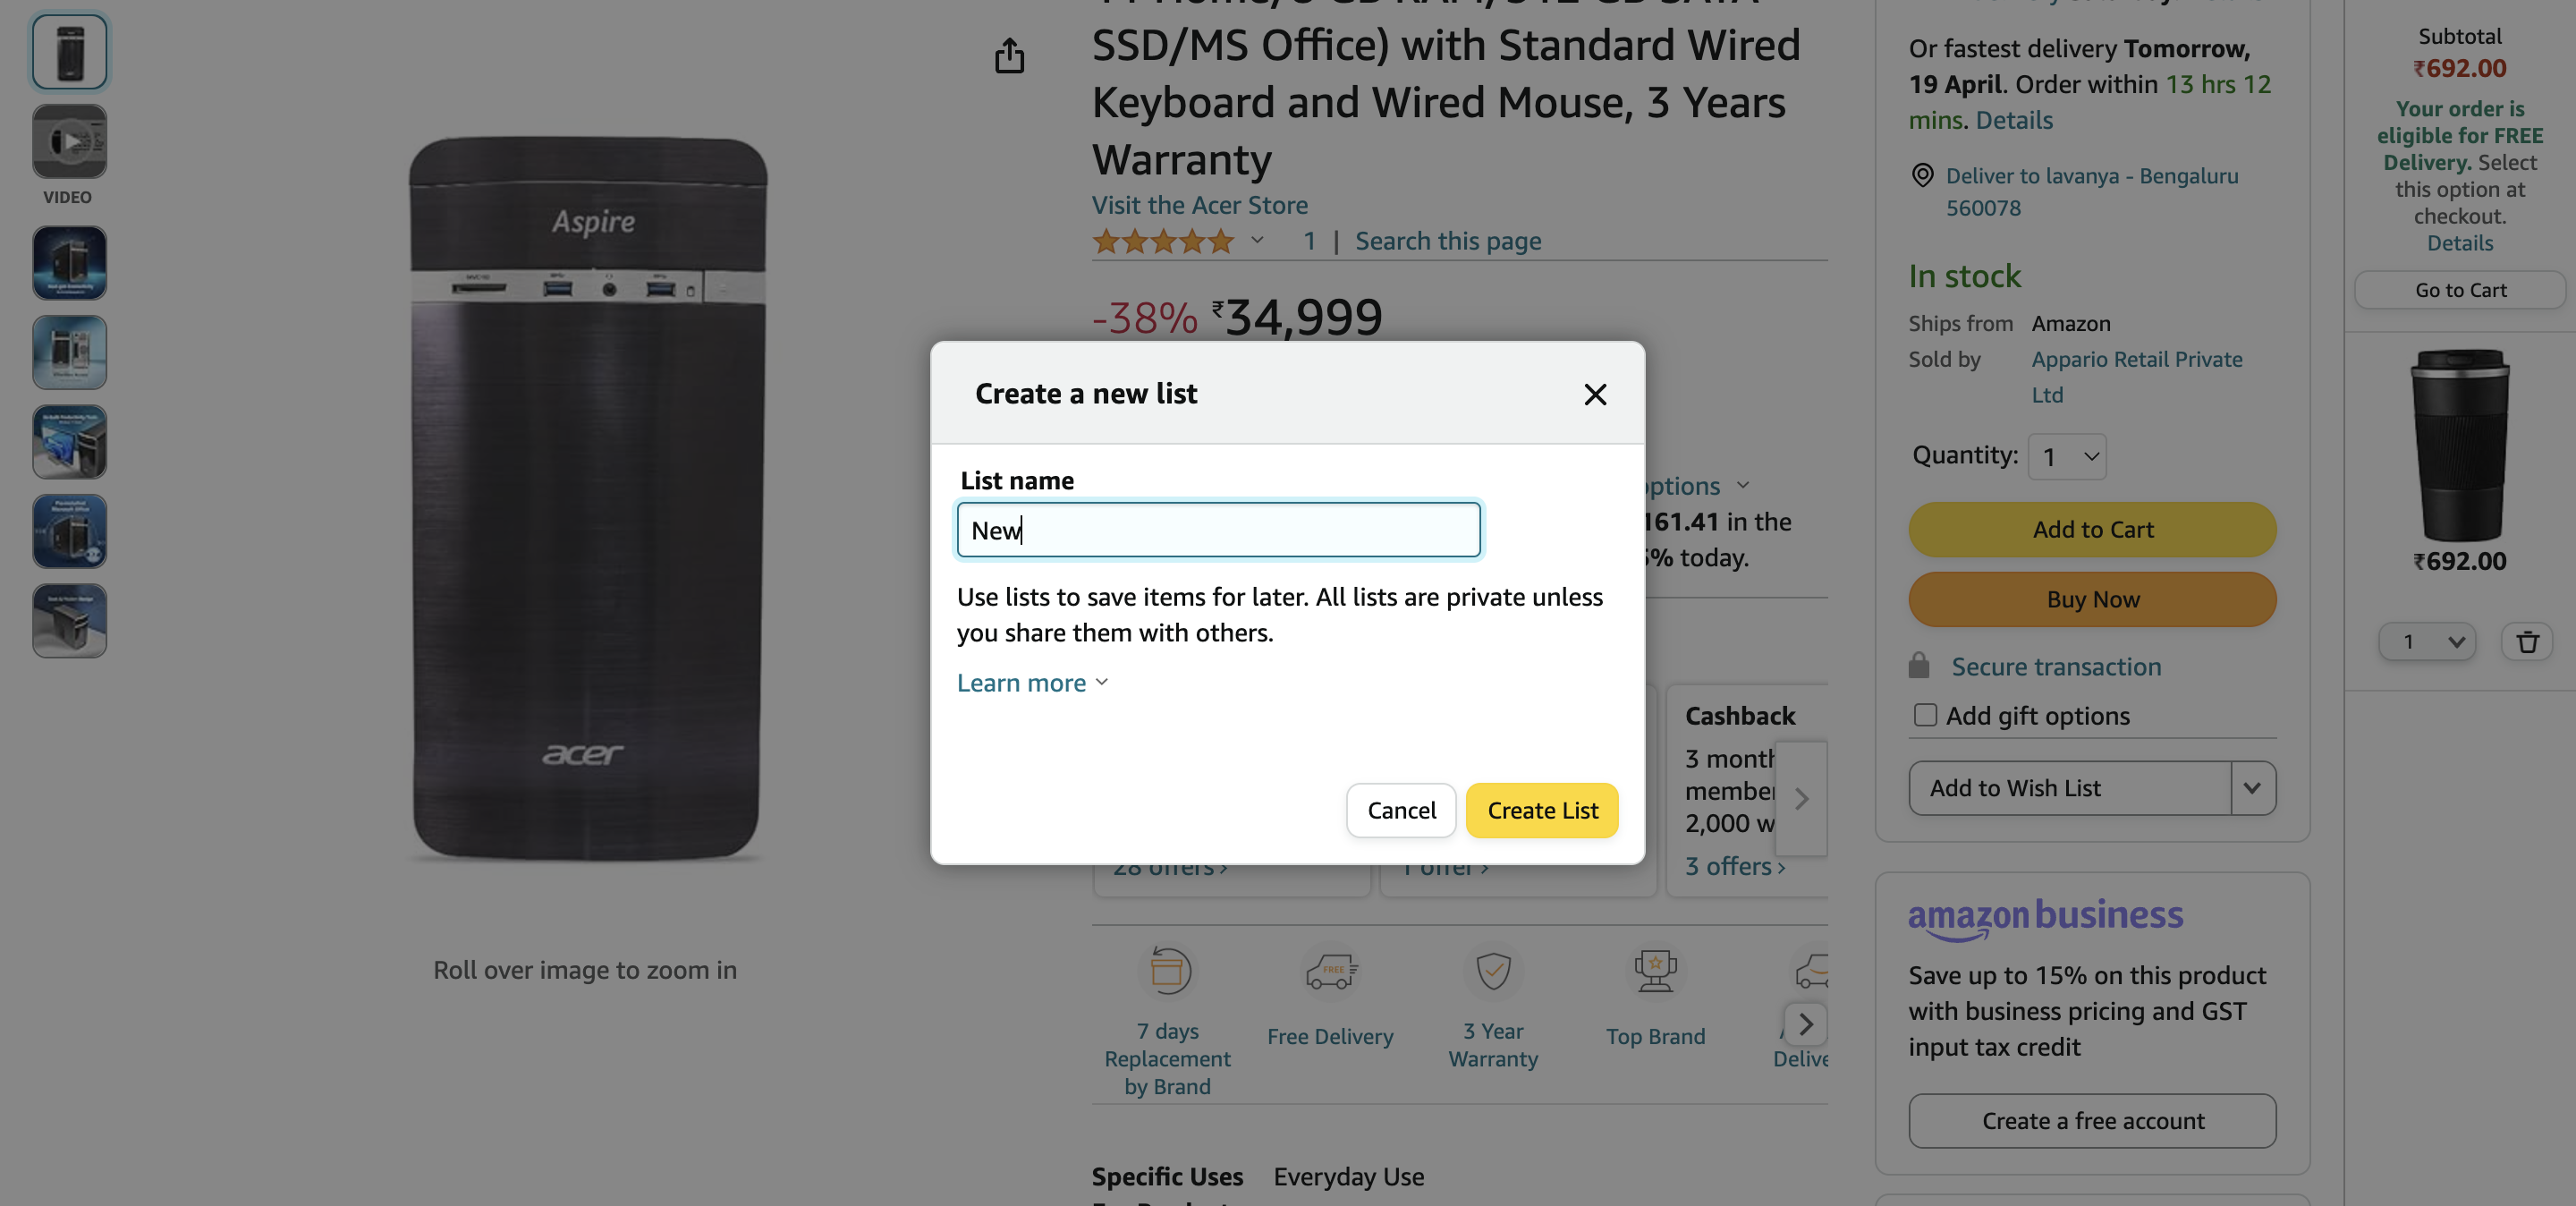 SSD/MS Office) with Standard Wired
Keyboard and Wired Mouse, 3 Years
Warranty
Visit the Acer Store
1 | Search this page
-38% ₹34,999
options
161.41 in the
% today.
Create a new list
List name
New
Use lists to save items for later. All lists are private unless
you share them with others.
Learn more
Cancel
Create List
Cashback
3 month
member
2,000 w
28 offers ›
1 offer ›
3 offers ›
7 days
Replacement
by Brand
FREE
Free Delivery
3 Year
Warranty
Top Brand
Delive
Specific Uses Everyday Use
VIDEO
Aspire
acer
Roll over image to zoom in
Or fastest delivery Tomorrow,
19 April. Order within 13 hrs 12
mins. Details
Deliver to lavanya - Bengaluru
560078
In stock
Ships from Amazon
Sold by Appario Retail Private
Ltd
Quantity: 1
Add to Cart
Buy Now
Secure transaction
Add gift options
Add to Wish List
amazon business
Save up to 15% on this product
with business pricing and GST
input tax credit
Create a free account
Subtotal
₹692.00
Your order is
eligible for FREE
Delivery. Select
this option at
checkout.
Details
Go to Cart
₹692.00
1